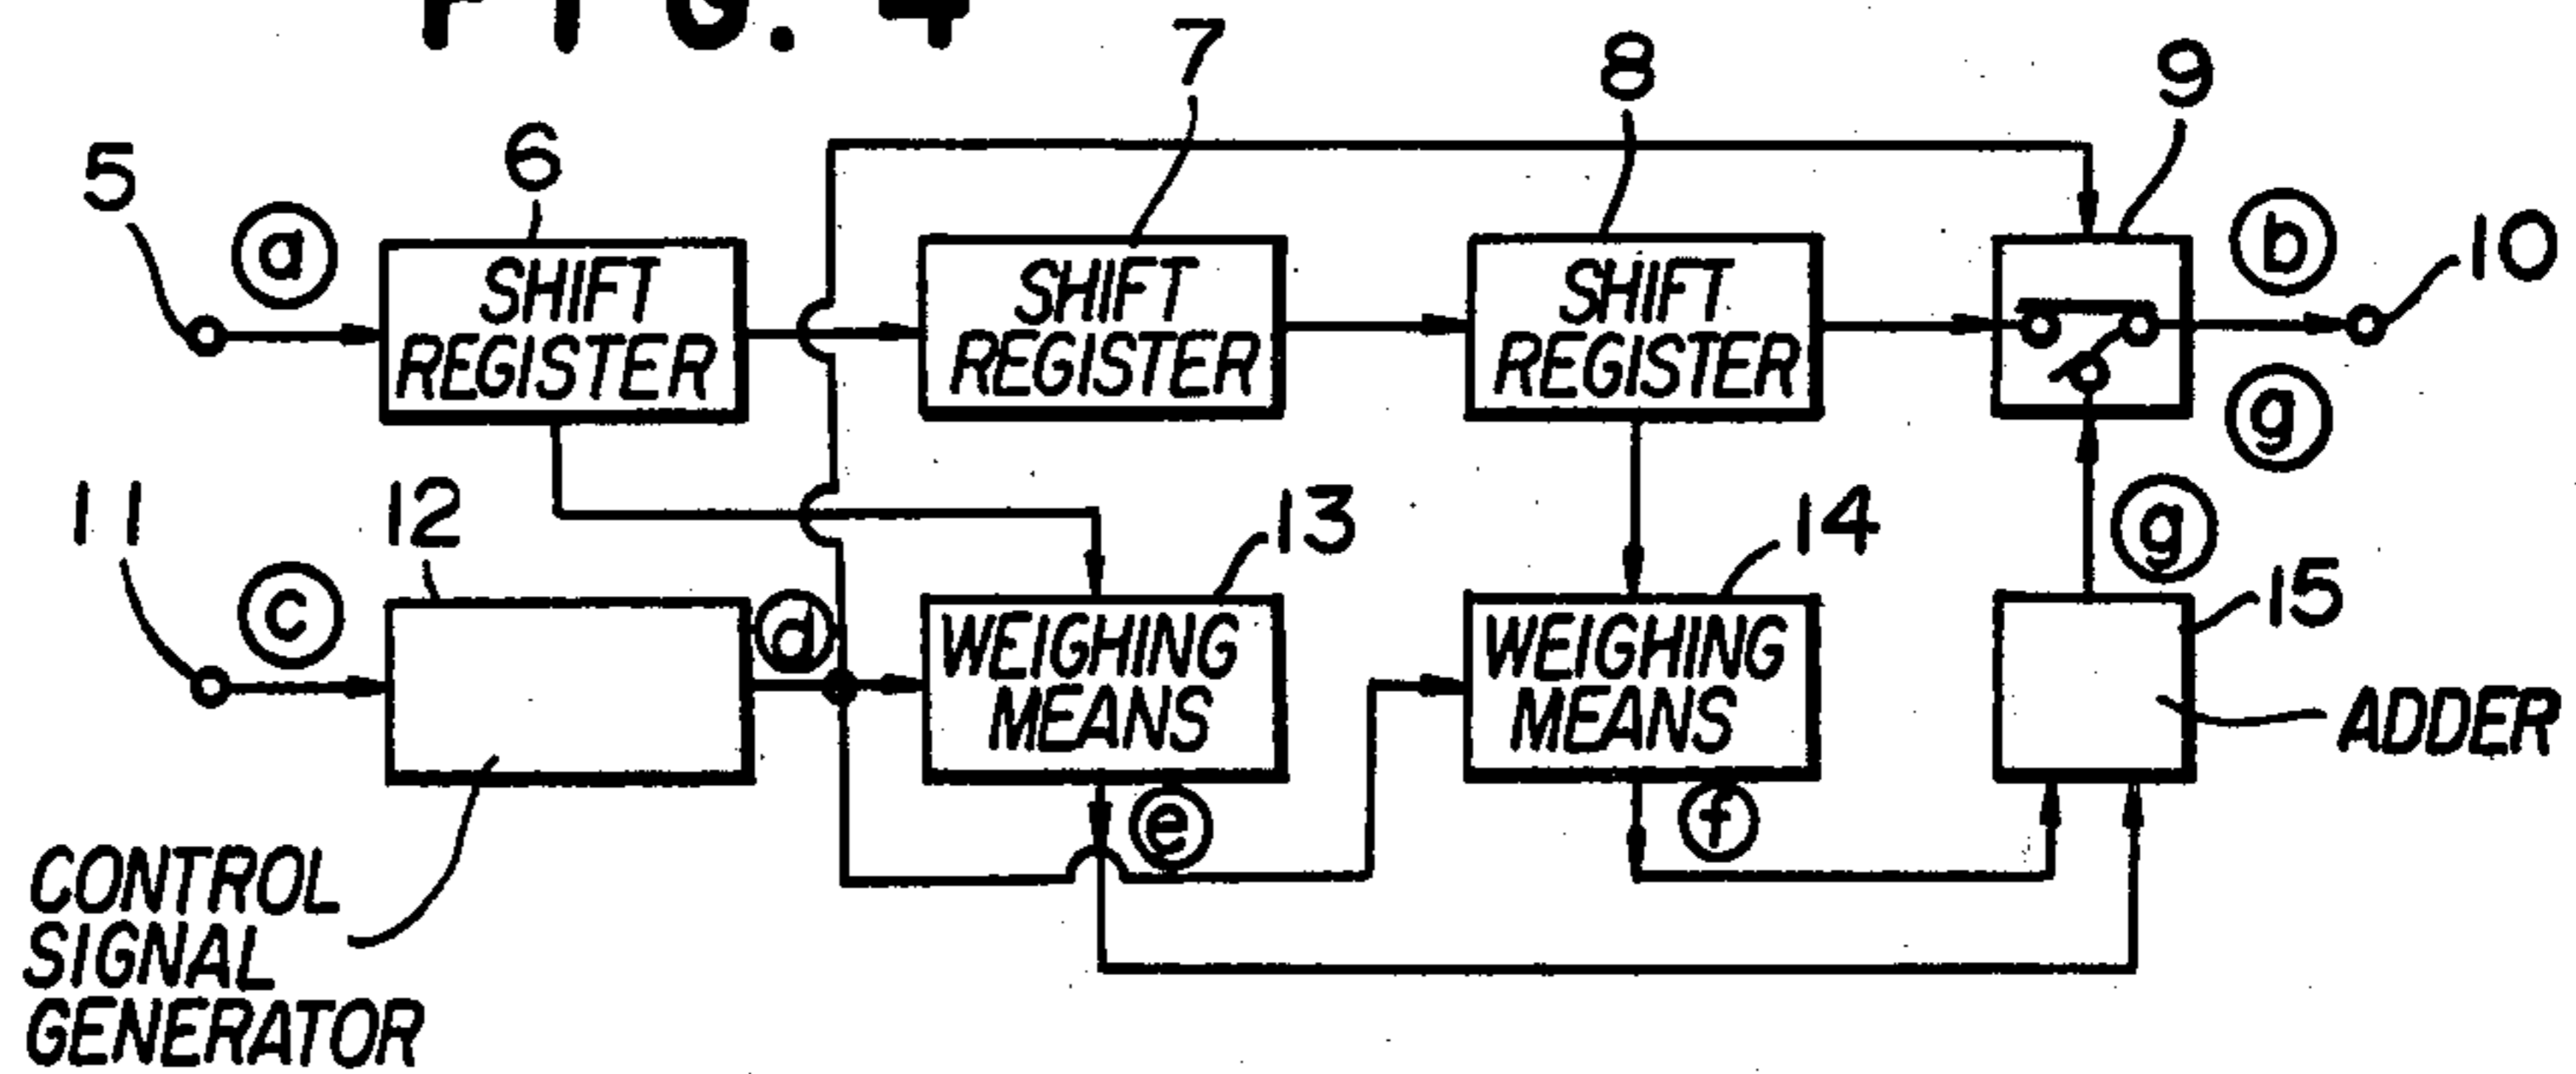 FIG. 4
7
8
9
6
5
a
b
10
SHIFT
REGISTER
SHIFT
REGISTER
SHIFT
REGISTER
g
11
12
13
14
g
15
c
d
WEIGHING
MEANS
WEIGHING
MEANS
ADDER
e
f
CONTROL
SIGNAL
GENERATOR